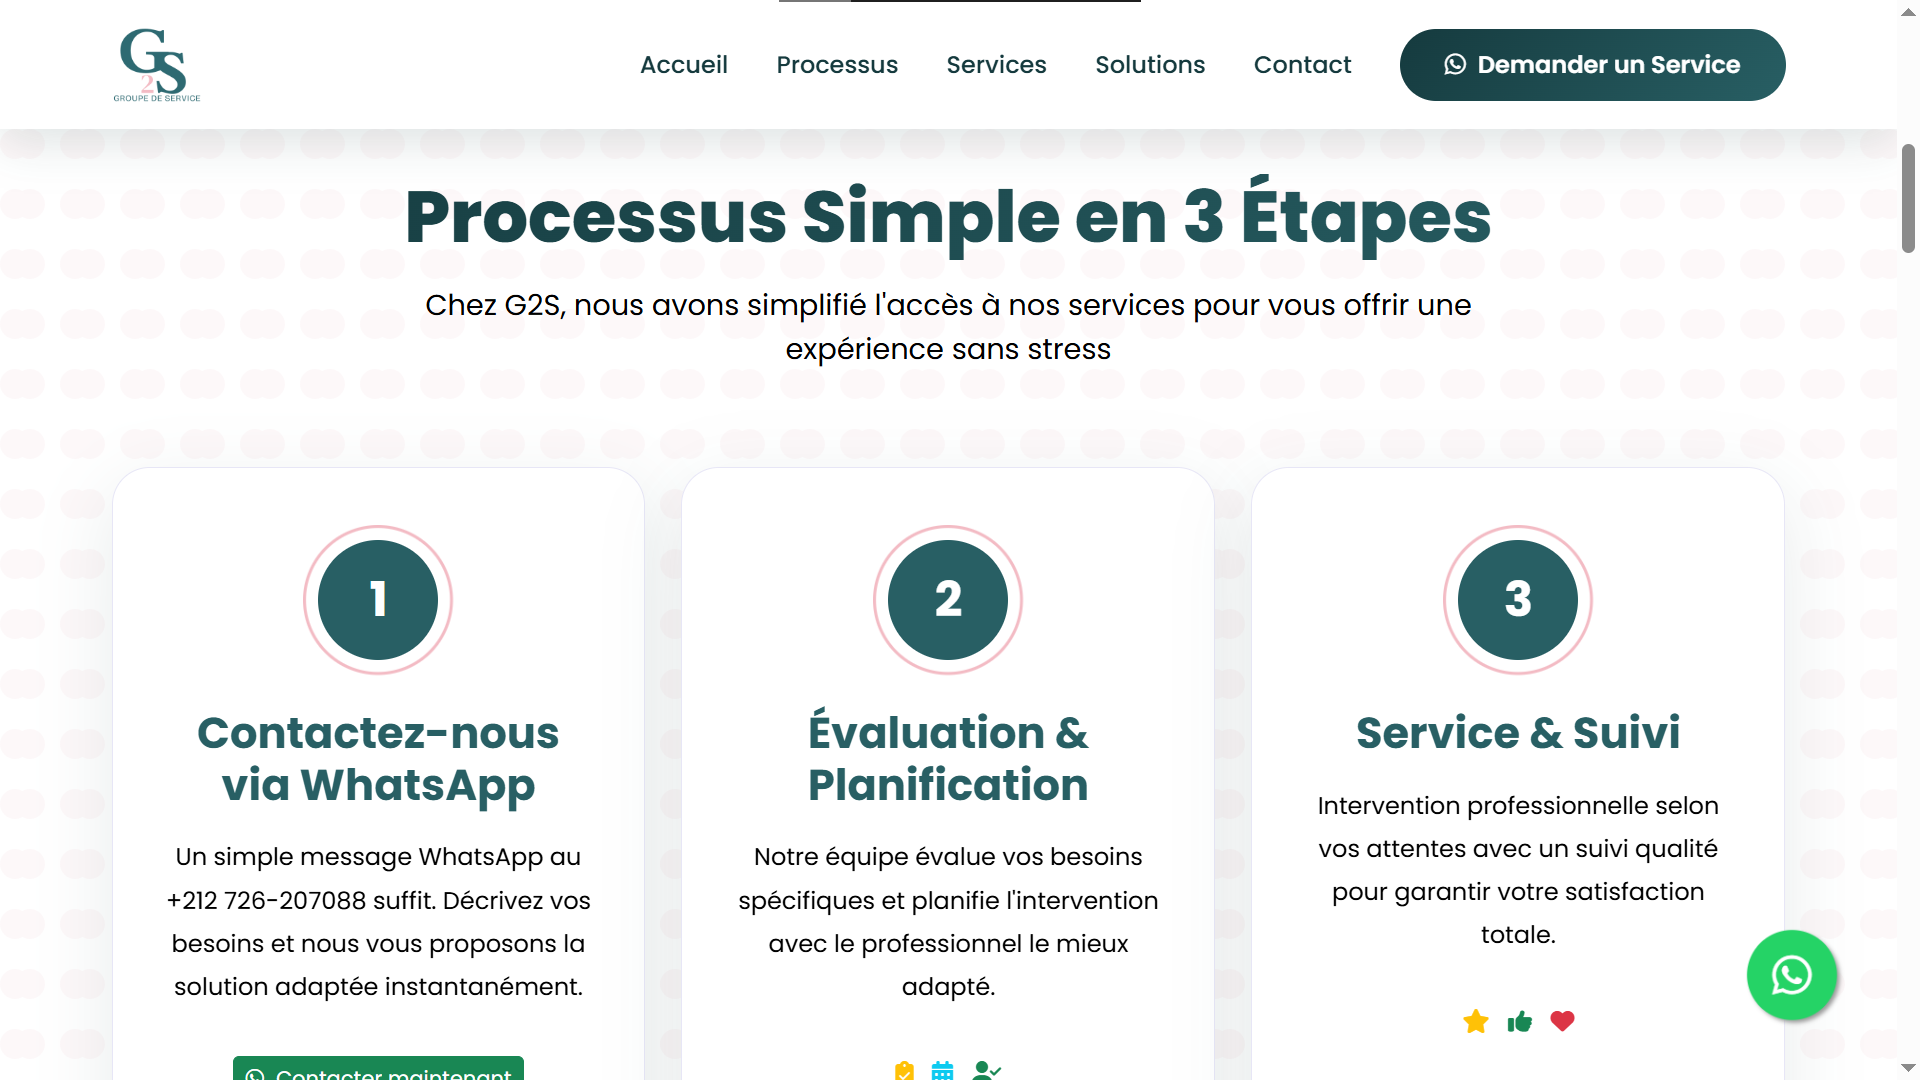 G2S
GROUPE DE SERVICE
Accueil
Processus
Services
Solutions
Contact
Demander un Service
Processus Simple en 3 Étapes
Chez G2S, nous avons simplifié l'accès à nos services pour vous offrir une
expérience sans stress
1
Contactez-nous
via WhatsApp
Un simple message WhatsApp au
+212 726-207088 suffit. Décrivez vos
besoins et nous vous proposons la
solution adaptée instantanément.
Contacter maintenant
2
Évaluation &
Planification
Notre équipe évalue vos besoins
spécifiques et planifie l'intervention
avec le professionnel le mieux
adapté.
3
Service & Suivi
Intervention professionnelle selon
vos attentes avec un suivi qualité
pour garantir votre satisfaction
totale.